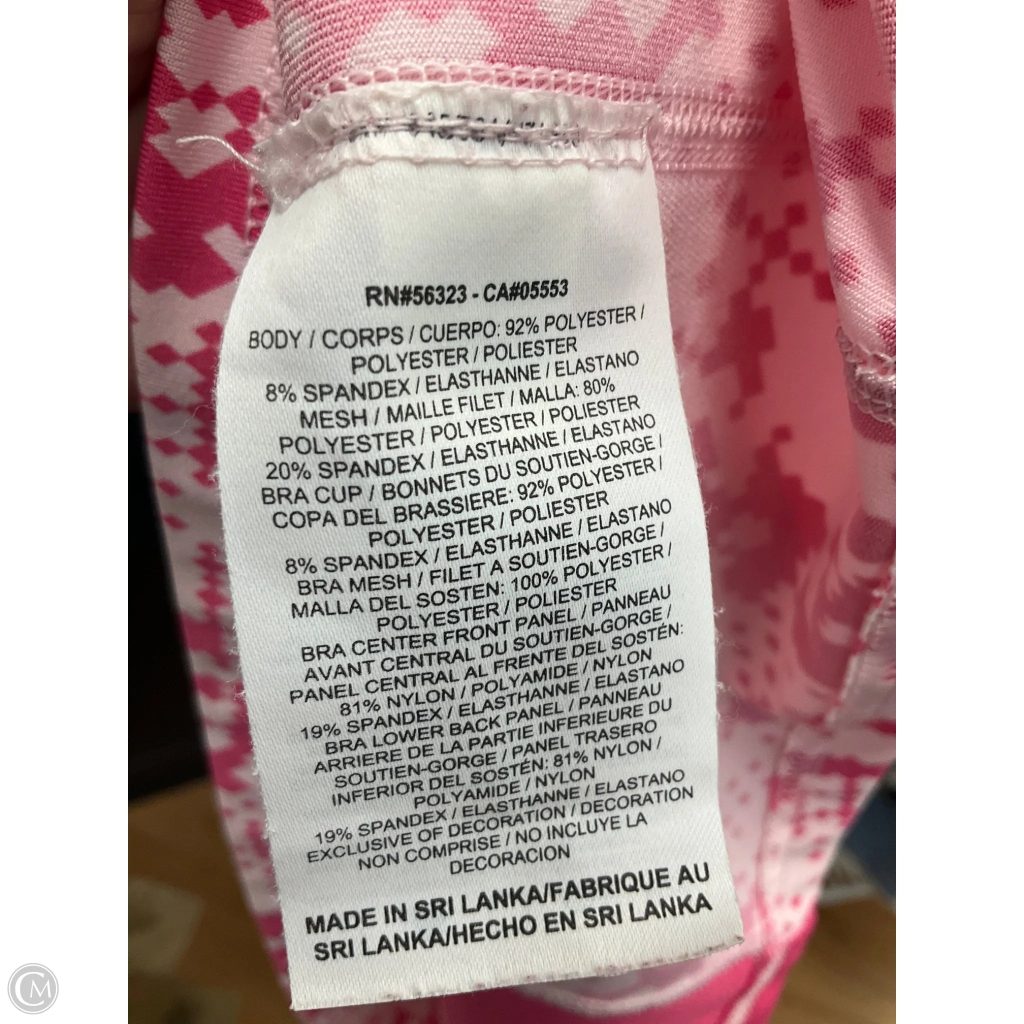 RN#56323 - CA#05553
BODY / CORPS / CUERPO: 92% POLYESTER /
POLYESTER / POLIESTER
8% SPANDEX / ELASTHANNE / ELASTANO
MESH / MAILLE FILET / MALLA: 80%
POLYESTER / POLYESTER / POLIESTER
20% SPANDEX / ELASTHANNE / ELASTANO
BRA CUP / BONNETS DU SOUTIEN-GORGE /
COPA DEL BRASSIERE: 92% POLYESTER /
POLYESTER / POLIESTER
8% SPANDEX / ELASTHANNE / ELASTANO
BRA MESH / FILET A SOUTIEN-GORGE /
MALLA DEL SOSTEN: 100% POLYESTER /
POLYESTER / POLIESTER
BRA CENTER FRONT PANEL / PANNEAU
AVANT CENTRAL DU SOUTIEN-GORGE /
PANEL CENTRAL AL FRENTE DEL SOSTÉN:
81% NYLON / POLYAMIDE / NYLON
19% SPANDEX / ELASTHANNE / ELASTANO
BRA LOWER BACK PANEL / PANNEAU
ARRIERE DE LA PARTIE INFERIEURE DU
SOUTIEN-GORGE / PANEL TRASERO
INFERIOR DEL SOSTÉN: 81% NYLON /
POLYAMIDE / NYLON
19% SPANDEX / ELASTHANNE / ELASTANO
EXCLUSIVE OF DECORATION / DECORATION
NON COMPRISE / NO INCLUYE LA
DECORACION
MADE IN SRI LANKA/FABRIQUE AU
SRI LANKA/HECHO EN SRI LANKA
CM